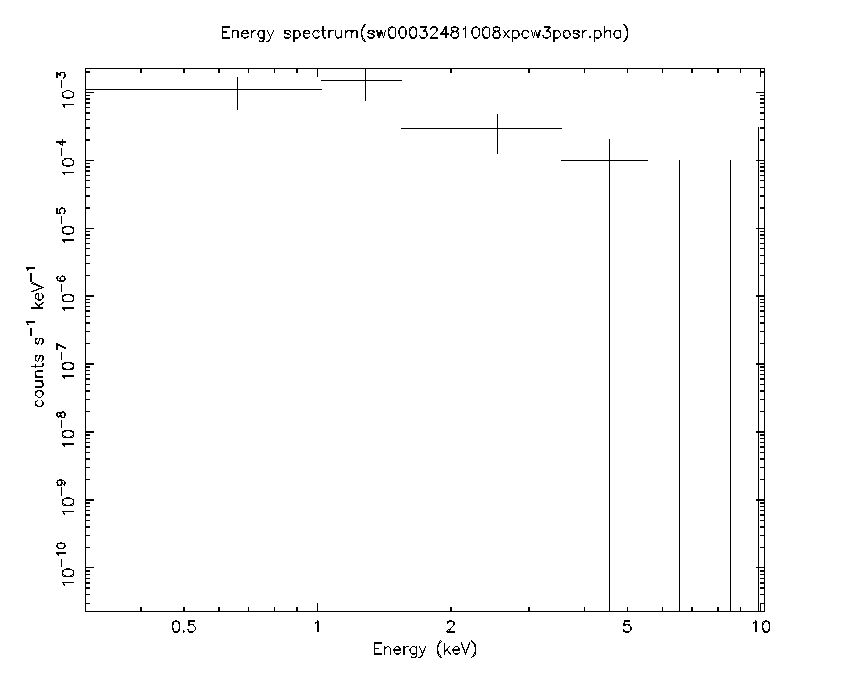 Energy spectrum(sw00032481008xpcw3posr.pha)
counts s⁻¹ keV⁻¹
10⁻³
10⁻⁴
10⁻⁵
10⁻⁶
10⁻⁷
10⁻⁸
10⁻⁹
10⁻¹⁰
0.5 1 2 5 10
Energy (keV)